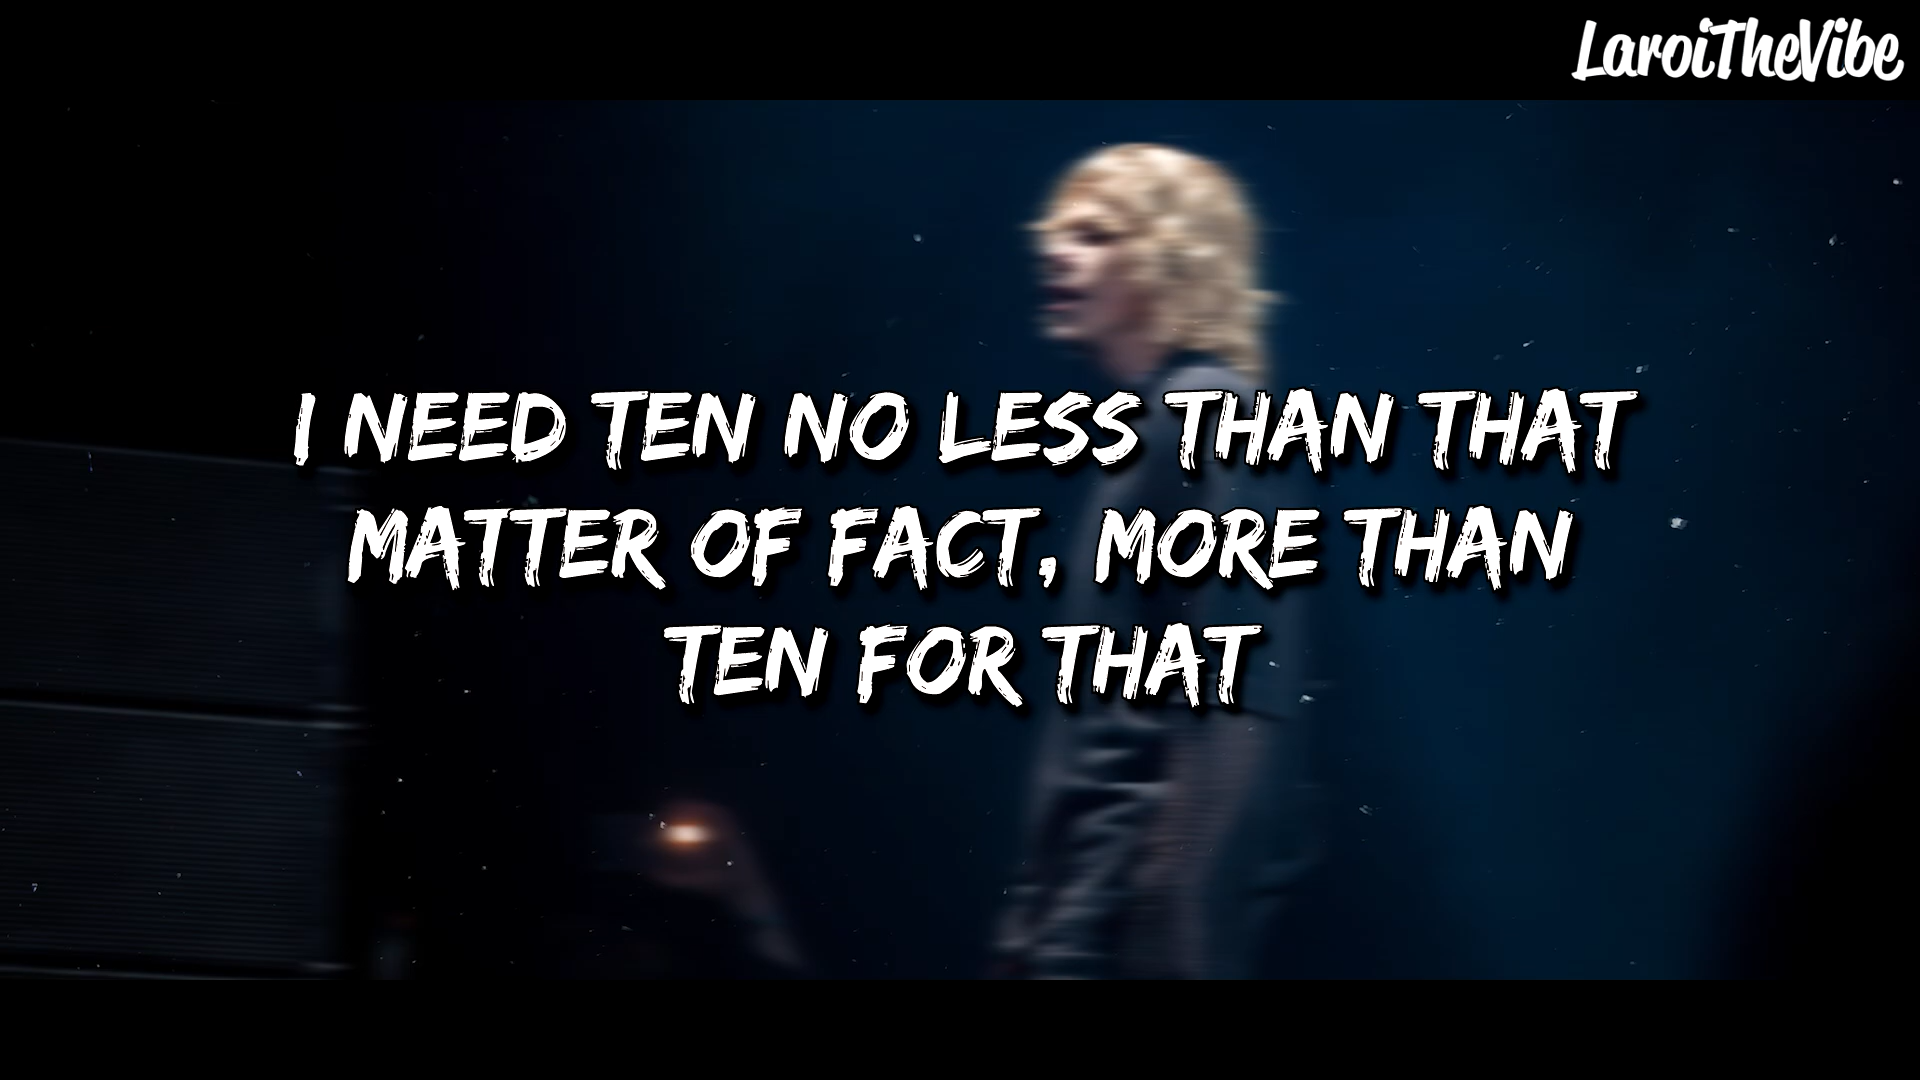 LaroiTheVibe
I NEED TEN NO LESS THAN THAT
MATTER OF FACT, MORE THAN
TEN FOR THAT